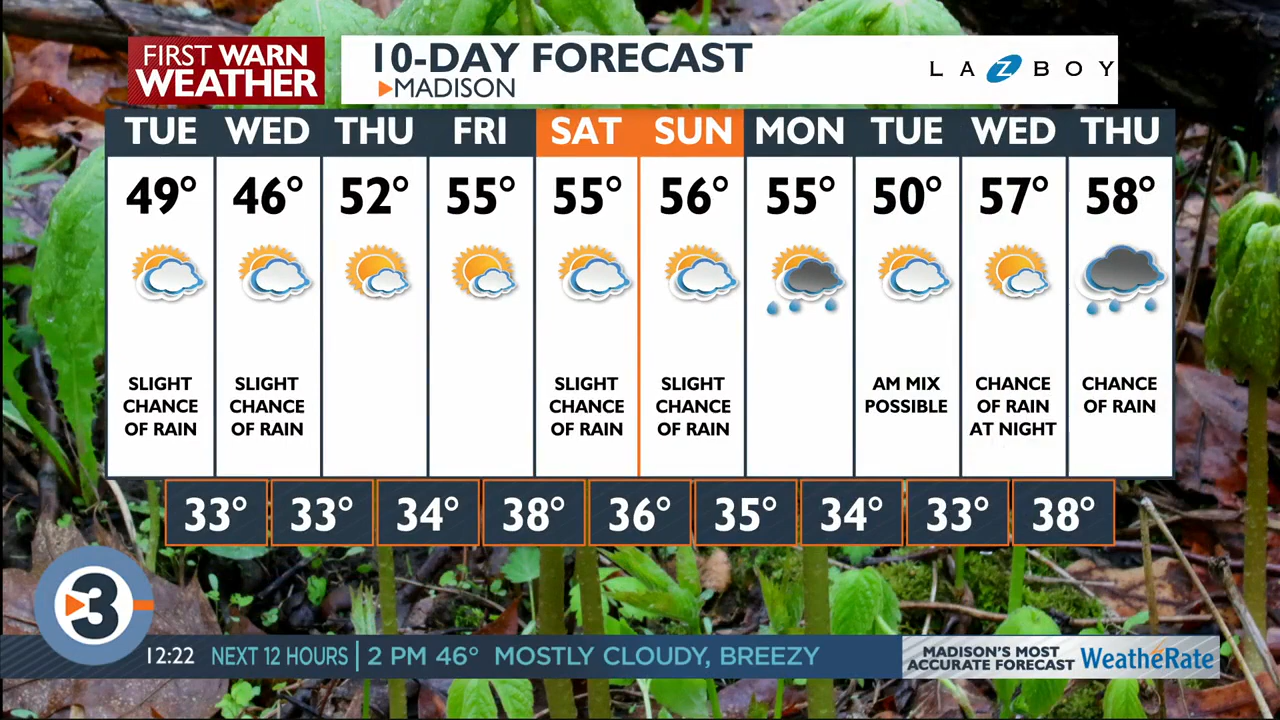 FIRST WARN
WEATHER
10-DAY FORECAST
MADISON
LA Z BOY
TUE WED THU FRI SAT SUN MON TUE WED THU
49° 46° 52° 55° 55° 56° 55° 50° 57° 58°
SLIGHT
CHANCE
OF RAIN
SLIGHT
CHANCE
OF RAIN
SLIGHT
CHANCE
OF RAIN
SLIGHT
CHANCE
OF RAIN
AM MIX
POSSIBLE
CHANCE
OF RAIN
AT NIGHT
CHANCE
OF RAIN
33° 33° 34° 38° 36° 35° 34° 33° 38°
3
12:22 NEXT 12 HOURS 2 PM 46° MOSTLY CLOUDY, BREEZY
MADISON'S MOST
ACCURATE FORECAST
WeatheRate